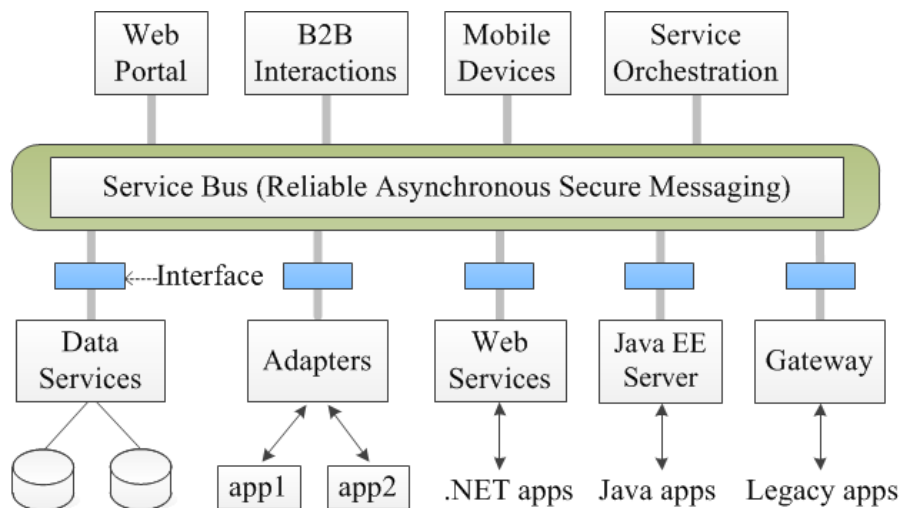 Web
Portal
B2B
Interactions
Mobile
Devices
Service
Orchestration
Service Bus (Reliable Asynchronous Secure Messaging)
Interface
Data
Services
Adapters
Web
Services
Java EE
Server
Gateway
app1
app2
.NET apps
Java apps
Legacy apps